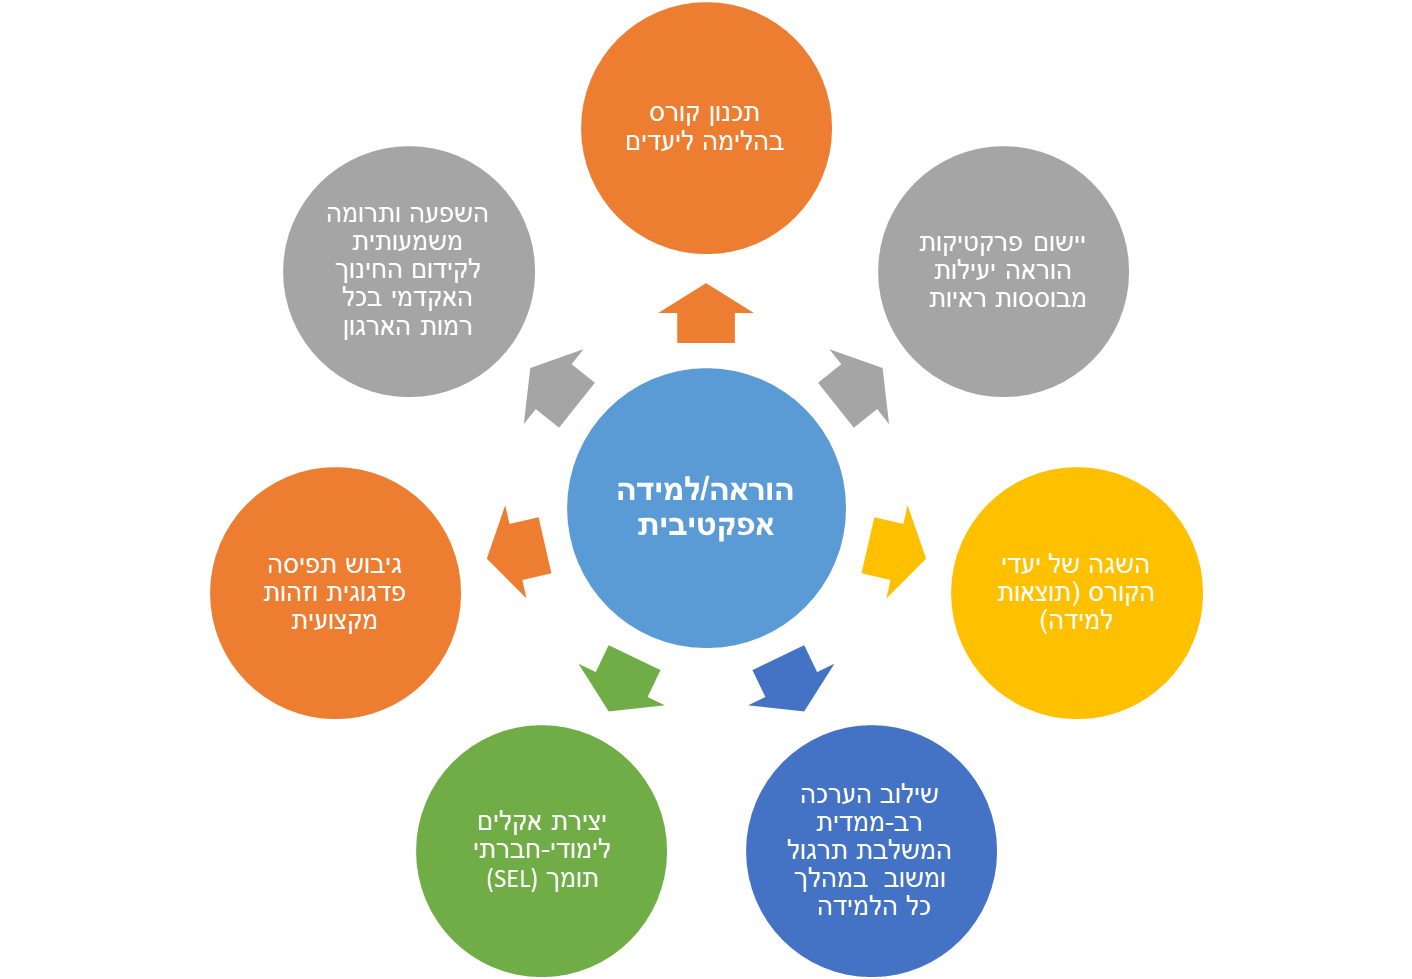 תכנון קורס
בהלימה ליעדים
יישום פרקטיקות
הוראה יעילות
מבוססות ראיות
השגה של יעדי
הקורס (תוצאות
למידה)
שילוב הערכה
רב-ממדית
המשלבת תרגול
ומשוב במהלך
כל הלמידה
יצירת אקלים
לימודי-חברתי
תומך (SEL)
גיבוש תפיסה
פדגוגית וזהות
מקצועית
השפעה ותרומה
משמעותית
לקידום החינוך
האקדמי בכל
רמות הארגון
הוראה/למידה
אפקטיבית